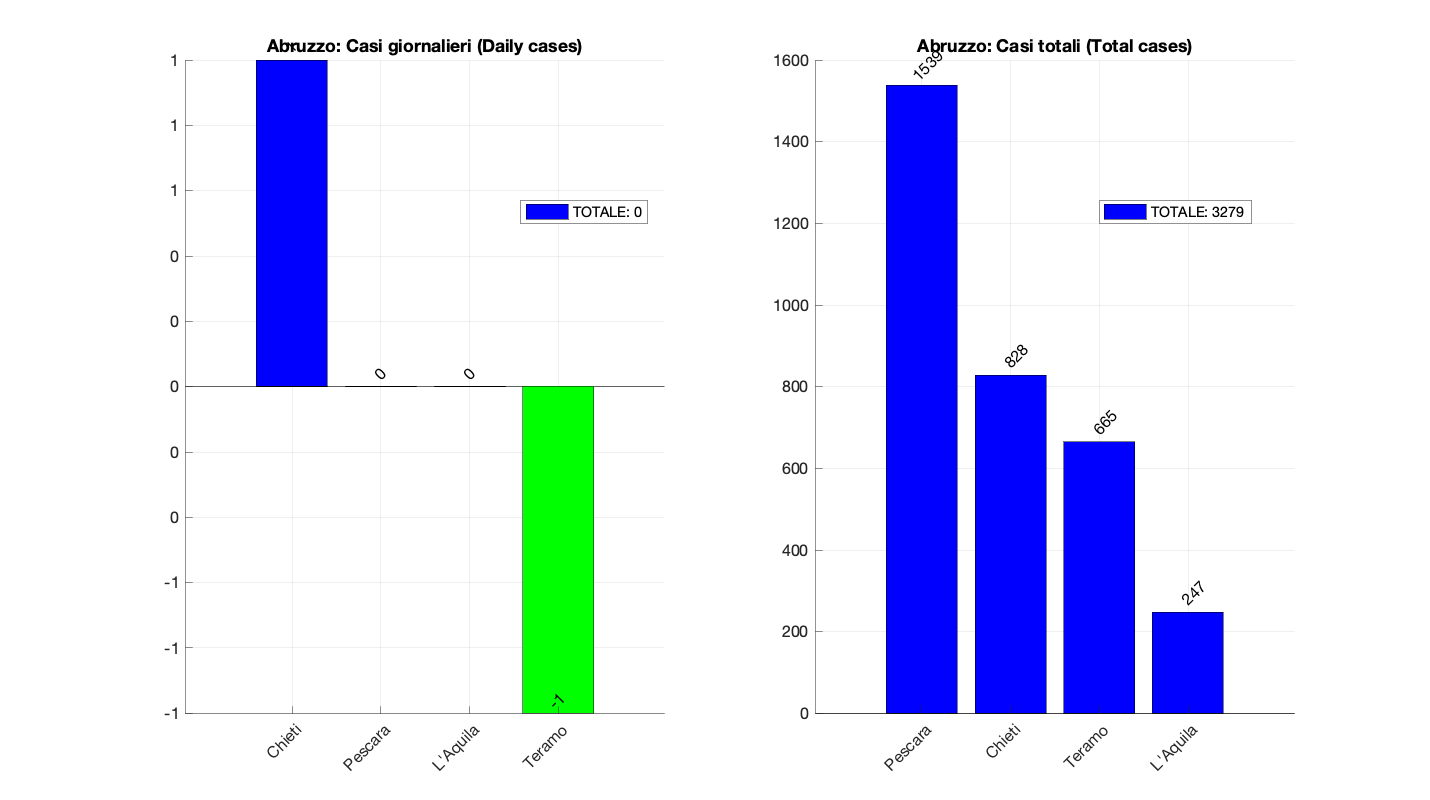 Abruzzo: Casi giornalieri (Daily cases)
1
1
1
1
0
0
0
0
0
-1
-1
-1
0
0
-1
TOTALE: 0
Chieti
Pescara
L'Aquila
Teramo
Abruzzo: Casi totali (Total cases)
1600
1400
1200
1000
800
600
400
200
0
1539
828
665
247
TOTALE: 3279
Pescara
Chieti
Teramo
L'Aquila